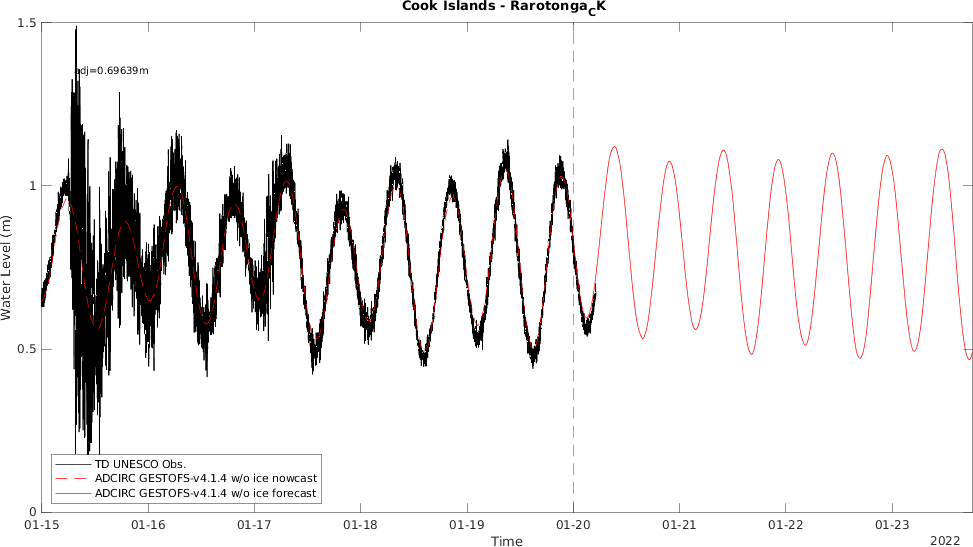 Cook Islands - Rarotonga_CK
1.5
adj=0.69639m
1
Water Level (m)
0.5
TD UNESCO Obs.
ADCIRC GESTOFS-v4.1.4 w/o ice nowcast
ADCIRC GESTOFS-v4.1.4 w/o ice forecast
0
01-15 01-16 01-17 01-18 01-19 01-20 01-21 01-22 01-23
Time
2022